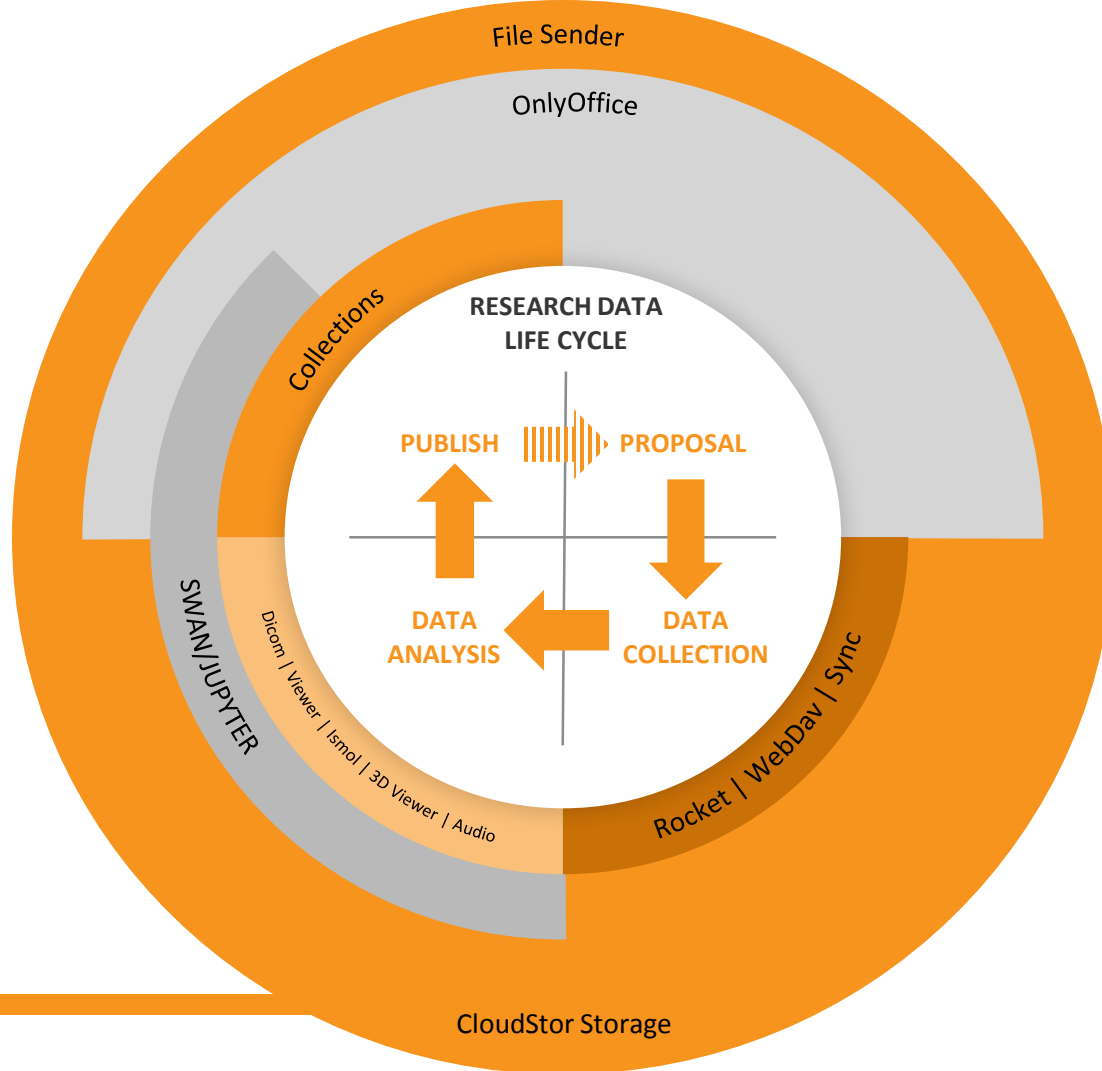 File Sender
OnlyOffice
Collections
RESEARCH DATA
LIFE CYCLE
PUBLISH
PROPOSAL
DATA
ANALYSIS
DATA
COLLECTION
SWAN/JUPYTER
Dicom | Viewer | Ismol | 3D Viewer | Audio
Rocket | WebDav | Sync
CloudStor Storage